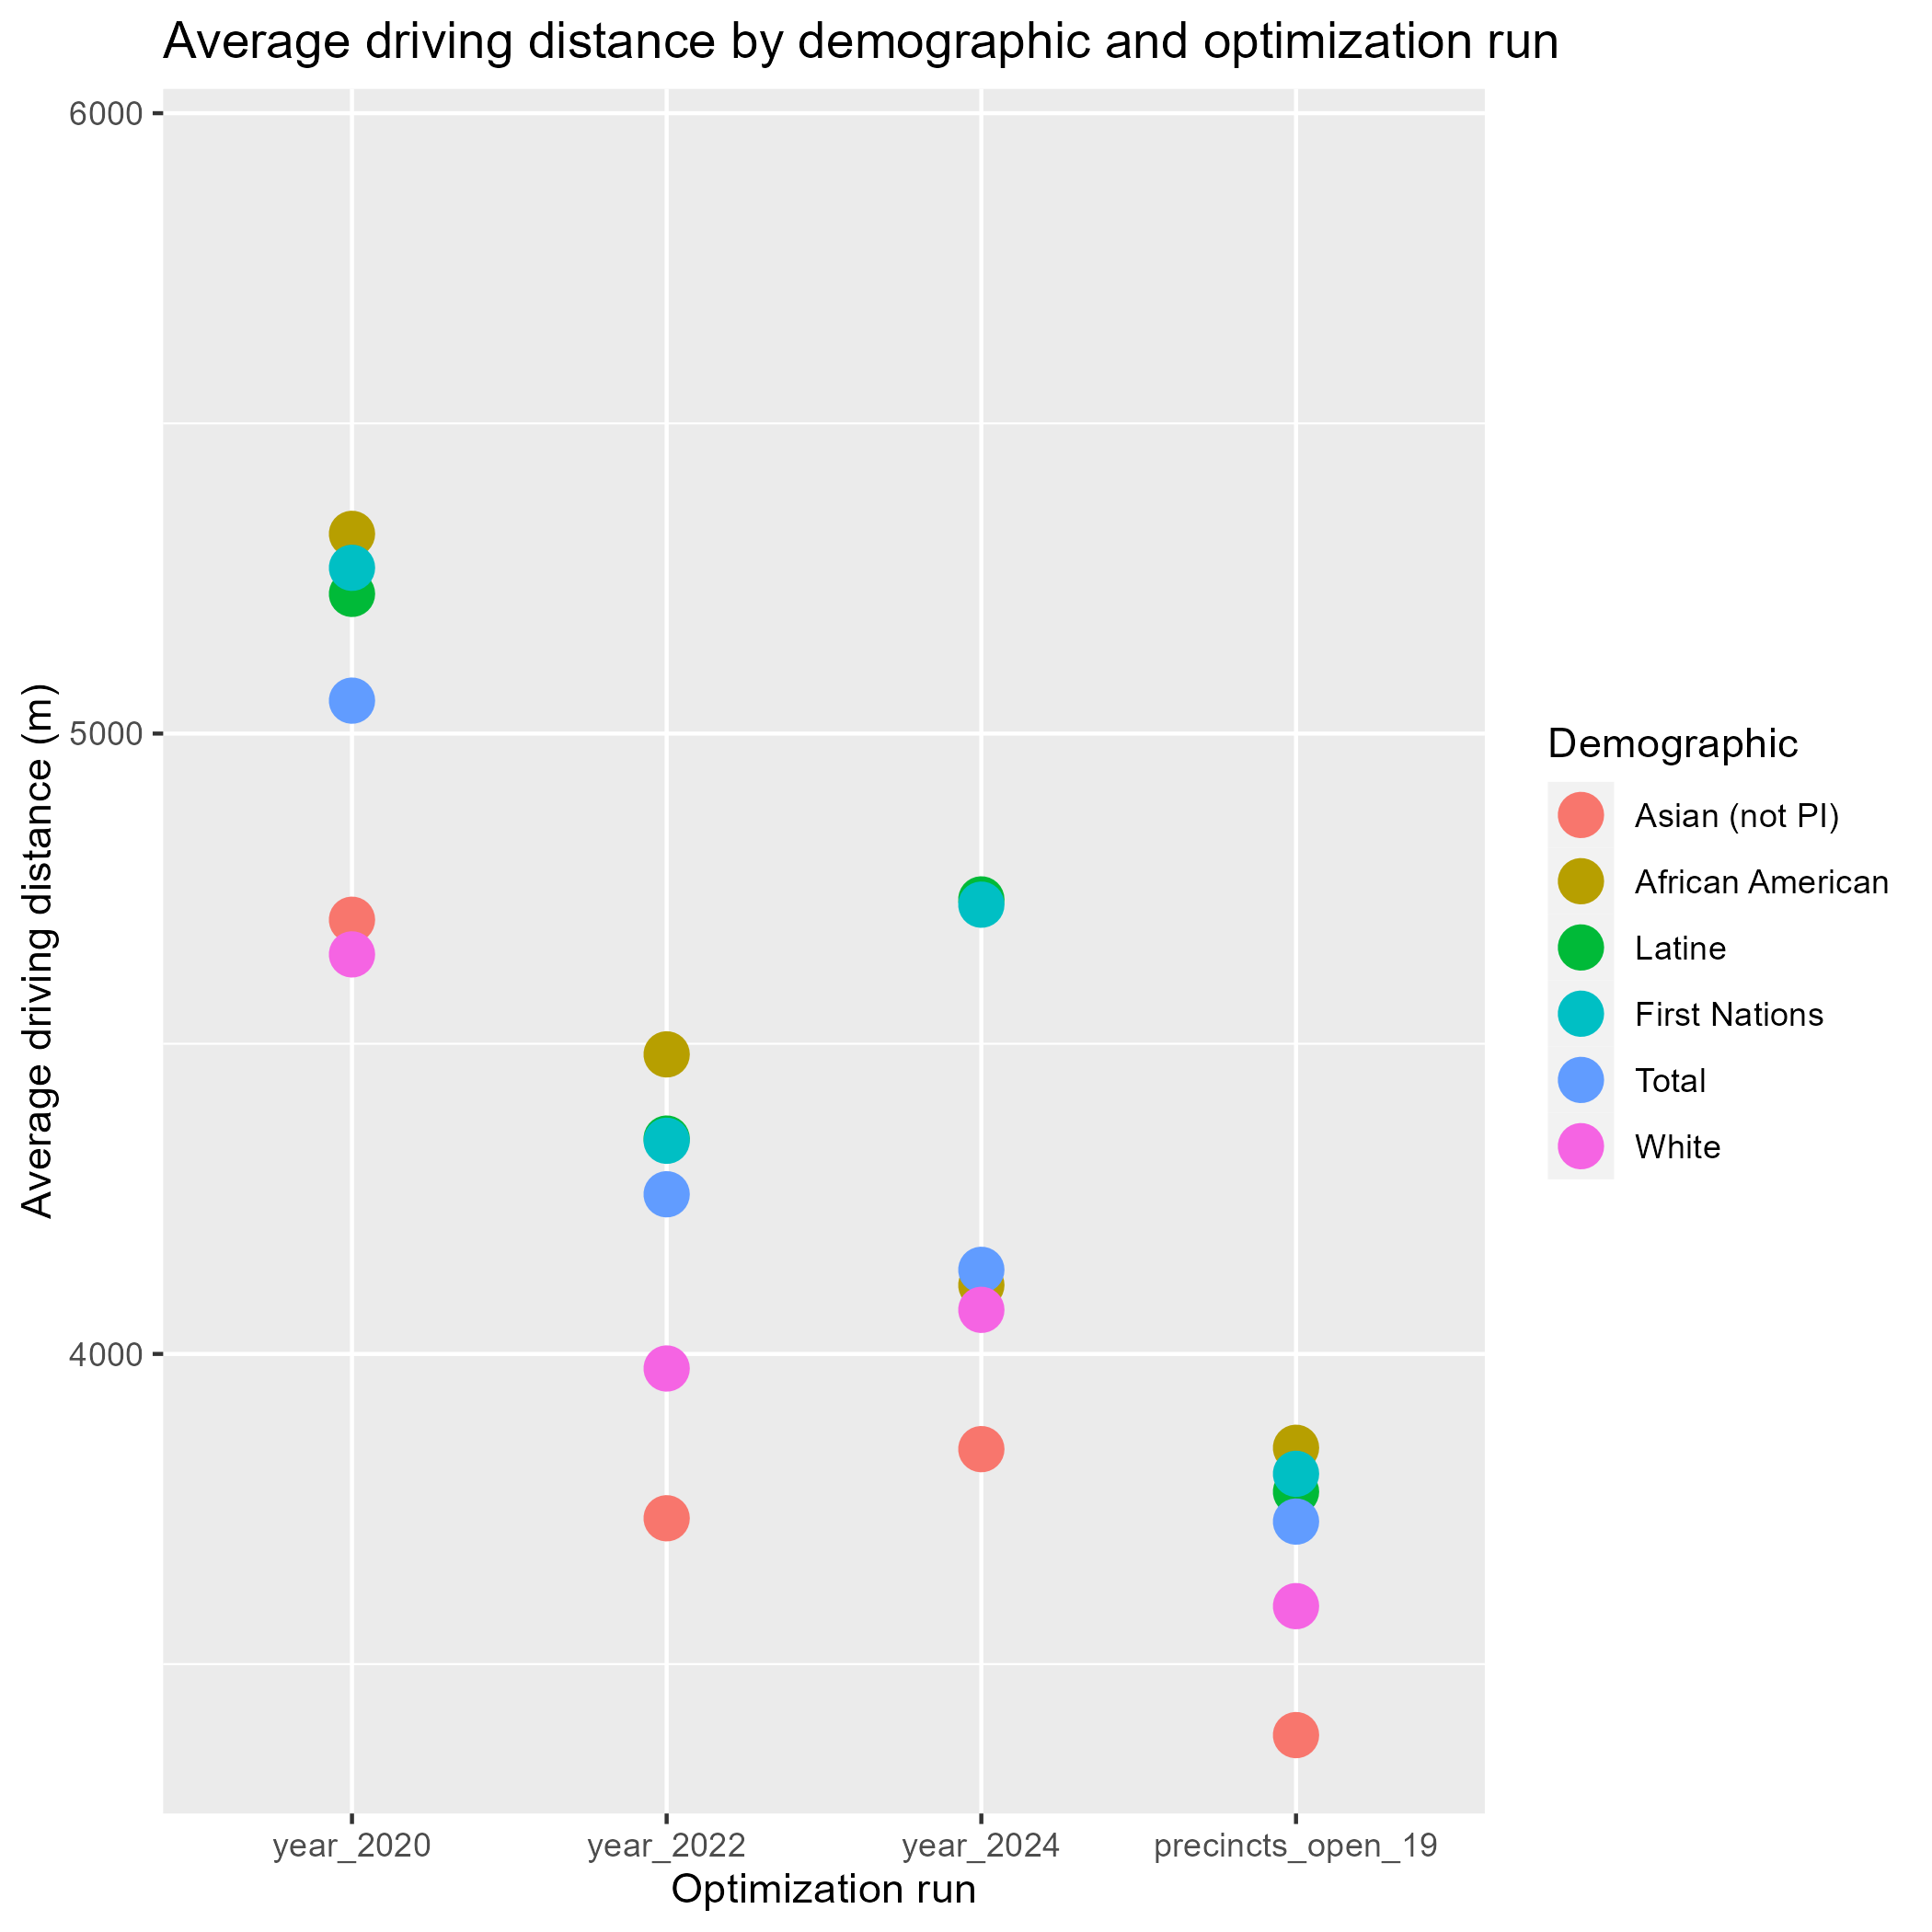 Average driving distance by demographic and optimization run
Average driving distance (m)
6000
5000
4000
year_2020
year_2022
year_2024
precincts_open_19
Optimization run
Demographic
Asian (not PI)
African American
Latine
First Nations
Total
White